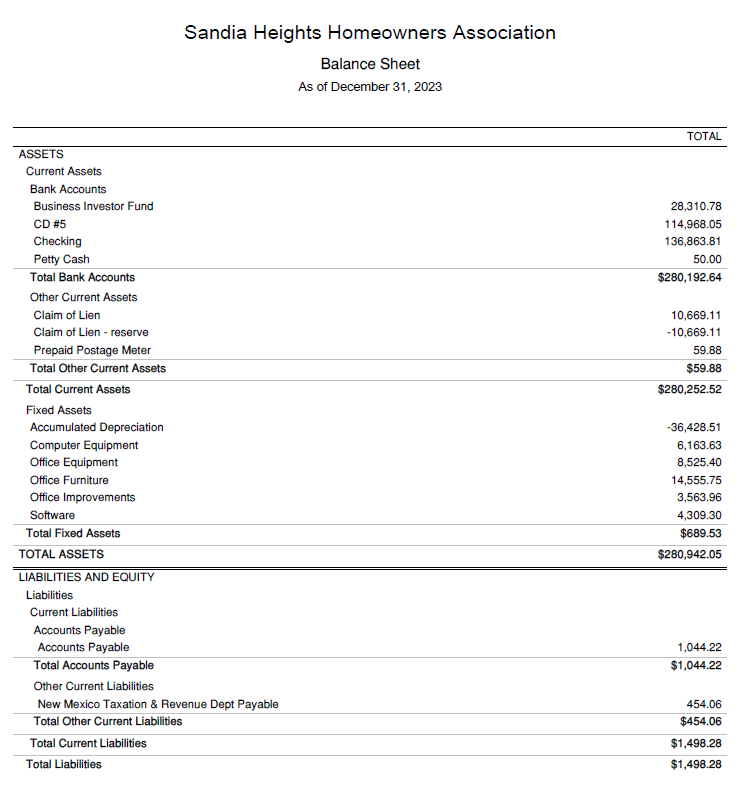 Sandia Heights Homeowners Association
Balance Sheet
As of December 31, 2023
TOTAL
ASSETS
Current Assets
Bank Accounts
Business Investor Fund 28,310.78
CD #5 114,968.05
Checking 136,863.81
Petty Cash 50.00
Total Bank Accounts $280,192.64
Other Current Assets
Claim of Lien 10,669.11
Claim of Lien - reserve -10,669.11
Prepaid Postage Meter 59.88
Total Other Current Assets $59.88
Total Current Assets $280,252.52
Fixed Assets
Accumulated Depreciation -36,428.51
Computer Equipment 6,163.63
Office Equipment 8,525.40
Office Furniture 14,555.75
Office Improvements 3,563.96
Software 4,309.30
Total Fixed Assets $689.53
TOTAL ASSETS $280,942.05
LIABILITIES AND EQUITY
Liabilities
Current Liabilities
Accounts Payable
Accounts Payable 1,044.22
Total Accounts Payable $1,044.22
Other Current Liabilities
New Mexico Taxation & Revenue Dept Payable 454.06
Total Other Current Liabilities $454.06
Total Current Liabilities $1,498.28
Total Liabilities $1,498.28